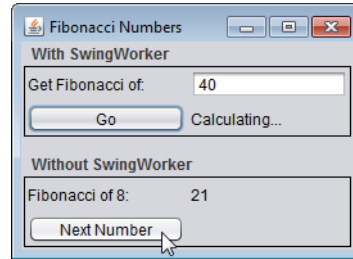 Fibonacci Numbers
With SwingWorker
Get Fibonacci of: 40
Go Calculating...
Without SwingWorker
Fibonacci of 8: 21
Next Number